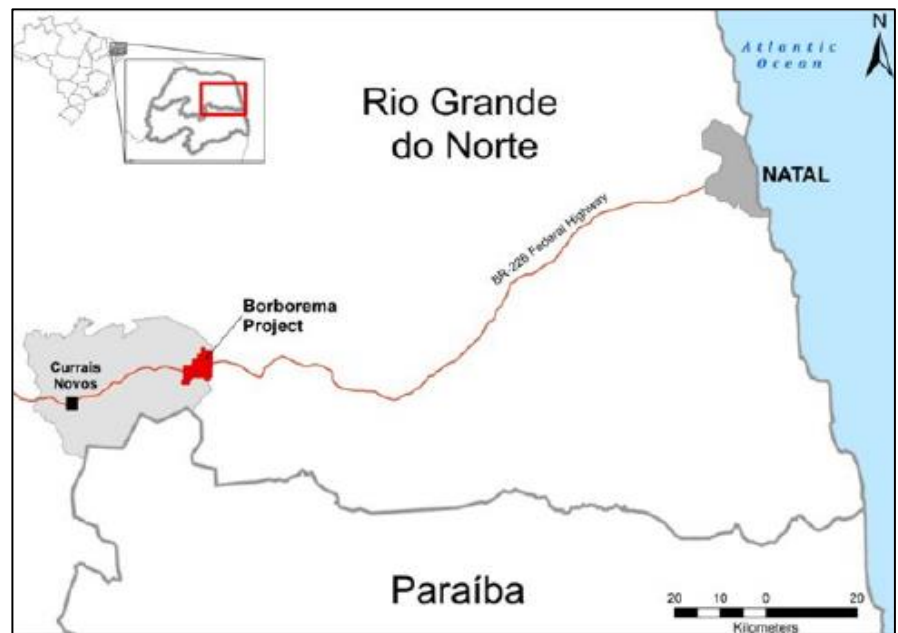 N
Atlantic
Ocean
Rio Grande
do Norte
NATAL
BR-226 Federal Highway
Borborema
Project
Currais
Novos
Paraíba
20 10 0 20
Kilometers